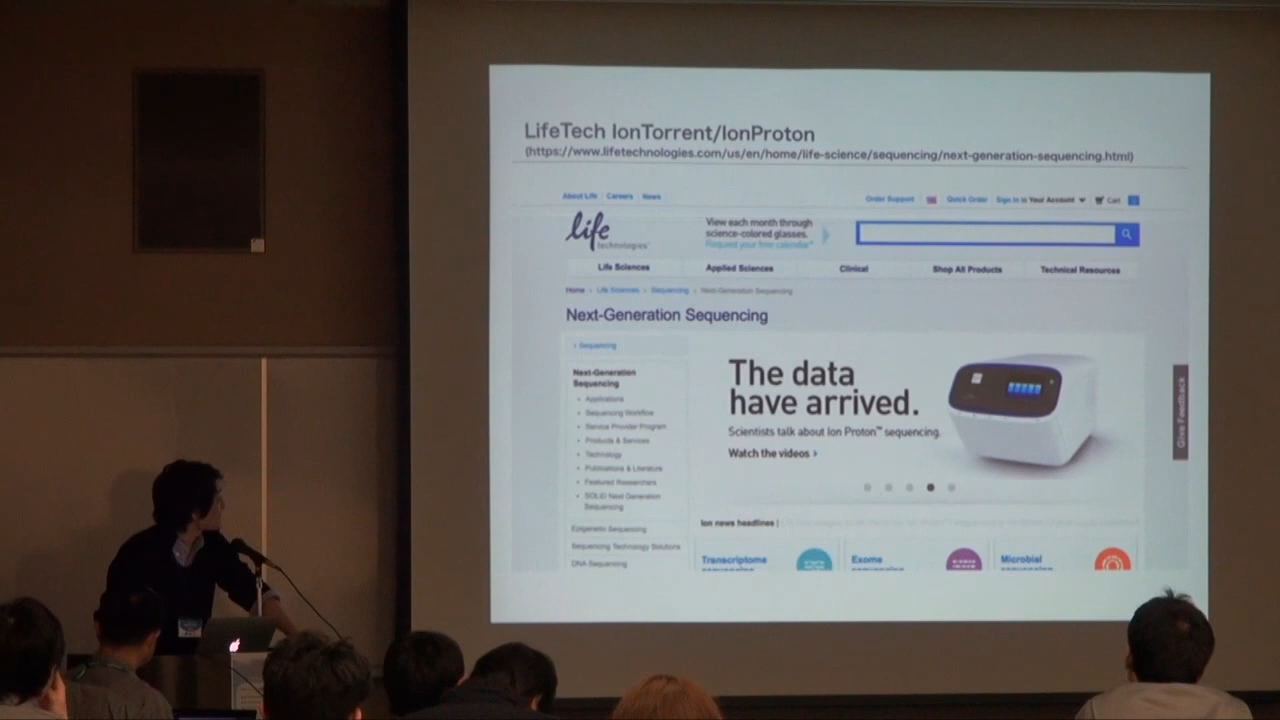 LifeTech IonTorrent/IonProton
(https://www.lifetechnologies.com/us/en/home/life-science/sequencing/next-generation-sequencing.html)
About Life | Careers | News
Order Support Quick Order Sign in to Your Account Cart
life
technologies™
View each month through
science-colored glasses.
Request your free calendar*
Life Sciences Applied Sciences Clinical Shop All Products Technical Resources
Home › Life Sciences › Sequencing › Next-Generation Sequencing
Next-Generation Sequencing
‹ Sequencing
Next-Generation
Sequencing
• Applications
• Sequencing Workflow
• Service Provider Program
• Products & Services
• Technology
• Publications & Literature
• Featured Researchers
• SOLiD Next Generation
Sequencing
Epigenetic Sequencing
Sequencing Technology Solutions
DNA Sequencing
The data
have arrived.
Scientists talk about Ion Proton™ sequencing.
Watch the videos ›
Give Feedback
Ion news headlines |
Transcriptome
sequencing
Exome
sequencing
Microbial
sequencing